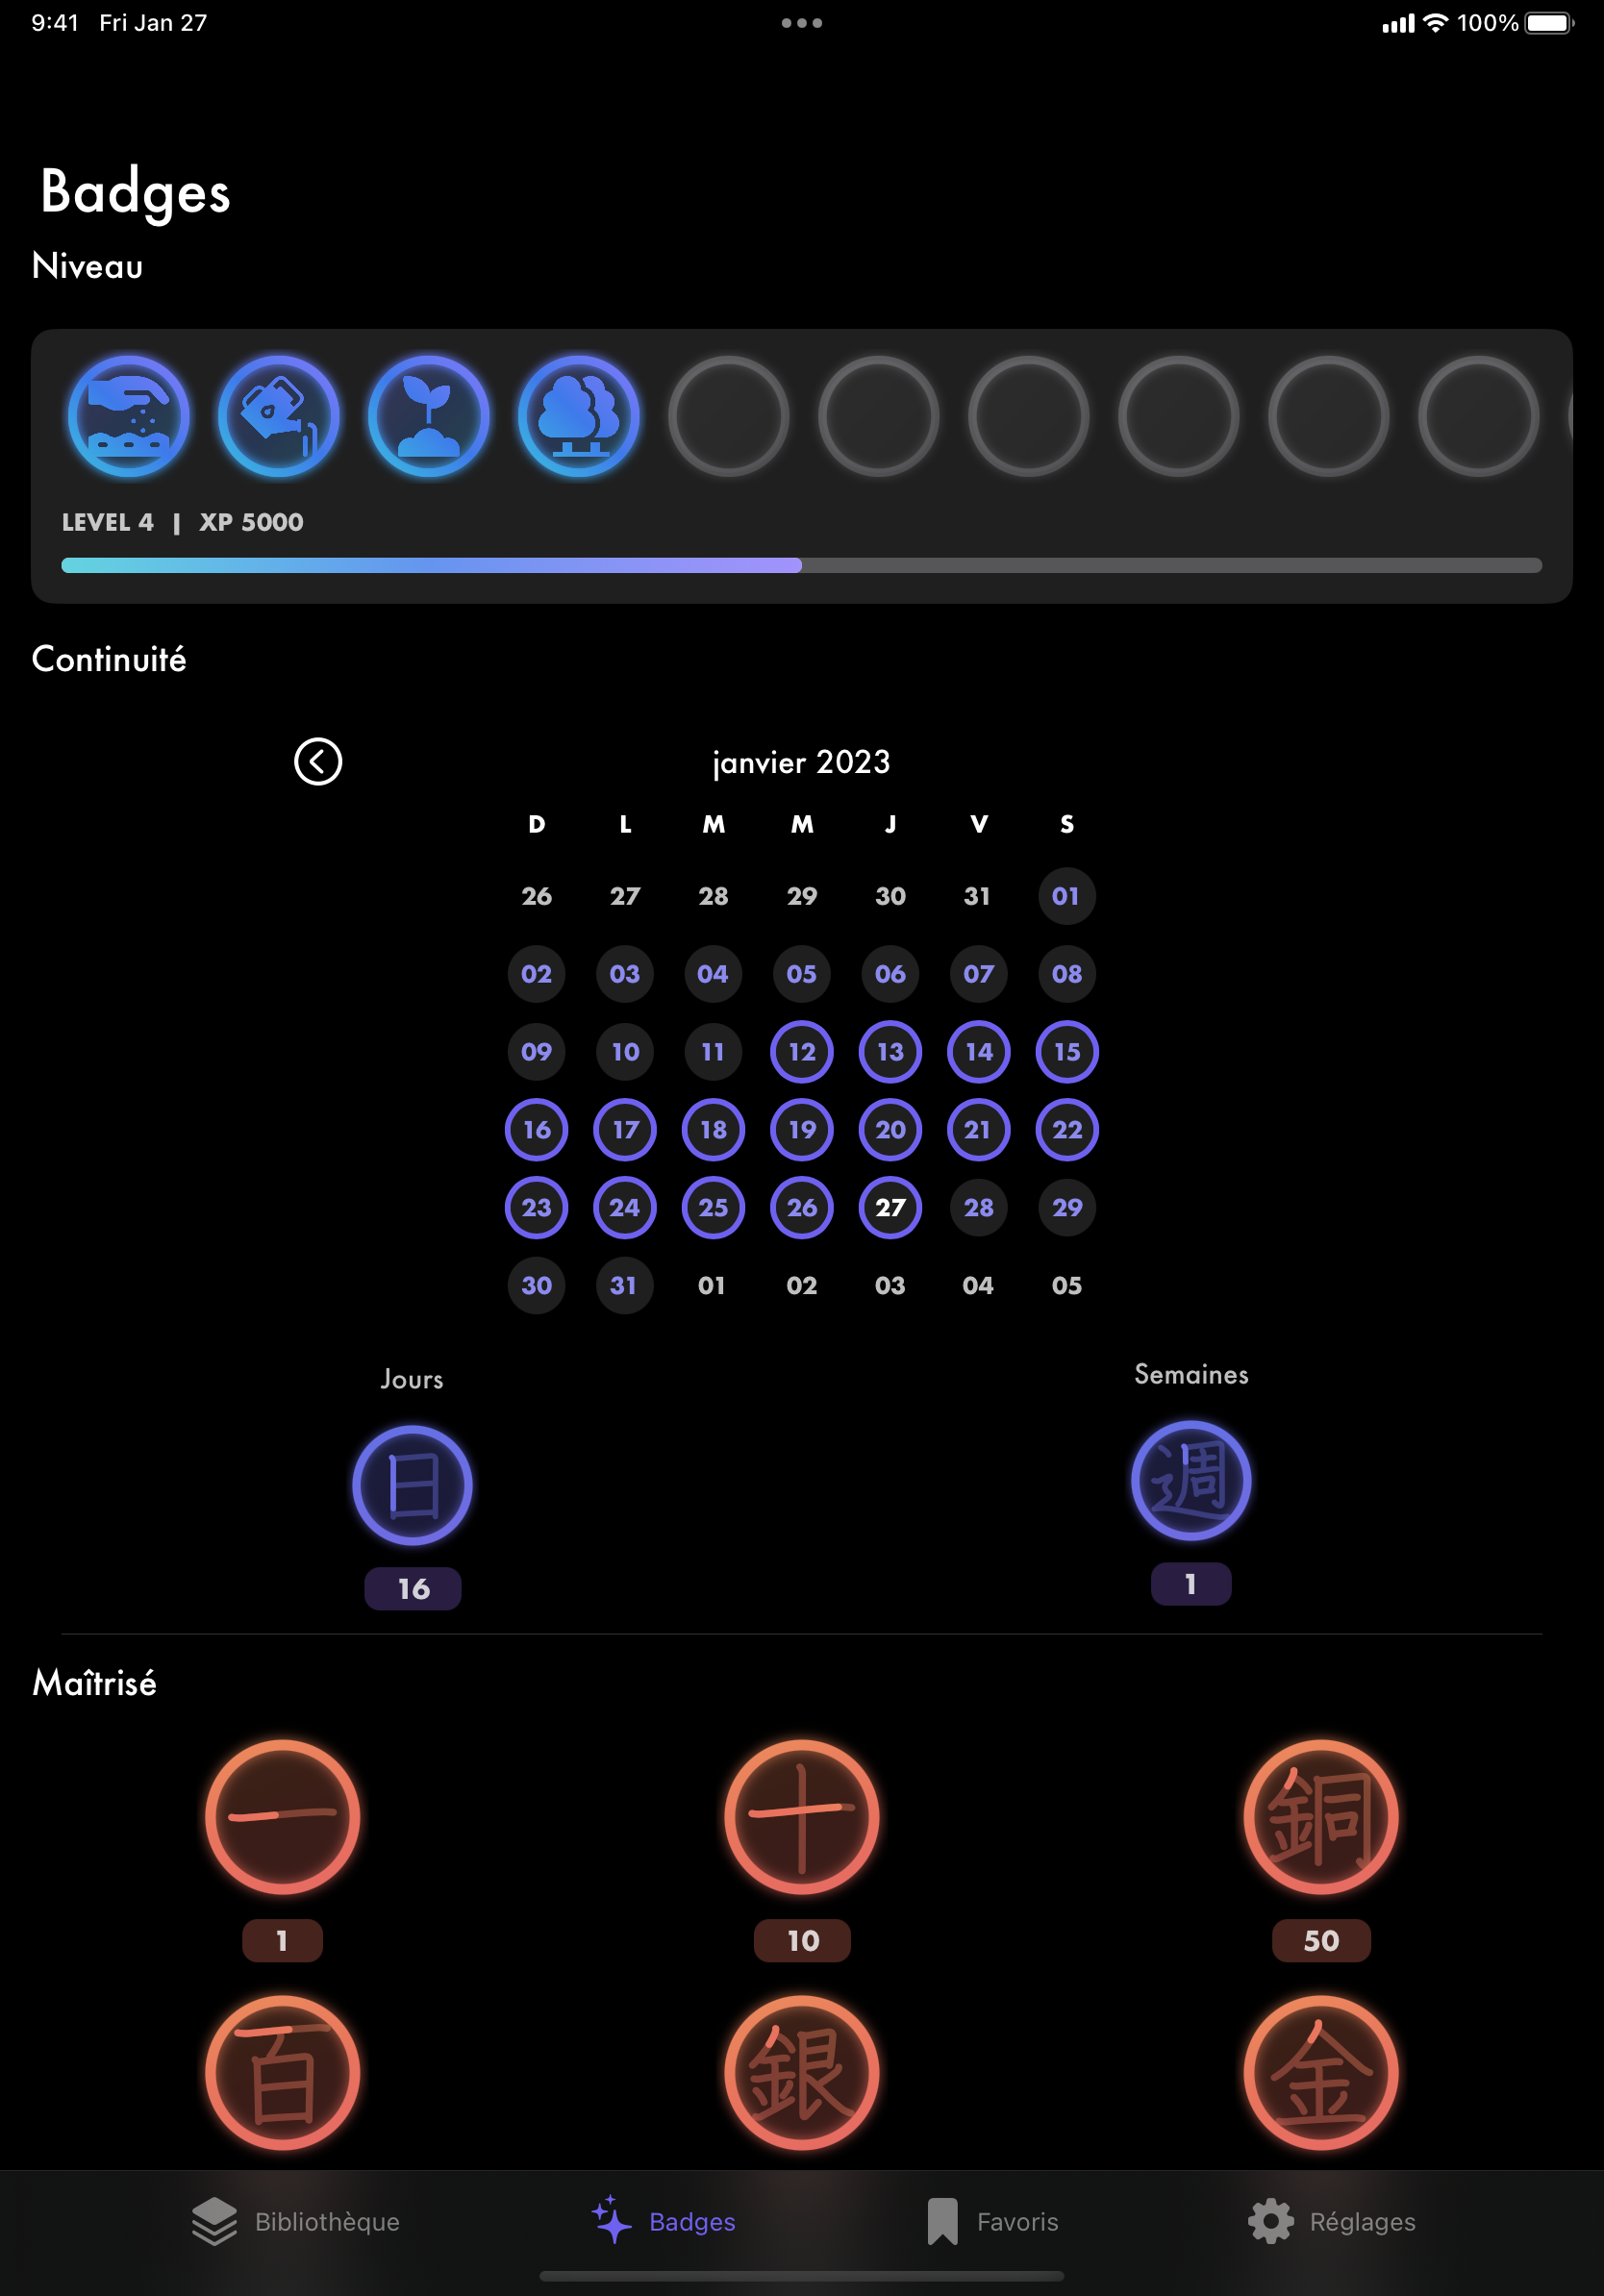 9:41 Fri Jan 27
100%
Badges
Niveau
LEVEL 4 | XP 5000
Continuité
janvier 2023
D L M M J V S
26 27 28 29 30 31 01
02 03 04 05 06 07 08
09 10 11 12 13 14 15
16 17 18 19 20 21 22
23 24 25 26 27 28 29
30 31 01 02 03 04 05
Jours Semaines
日 週
16 1
Maîtrisé
一 十 銅
1 10 50
百 銀 金
Bibliothèque Badges Favoris Réglages